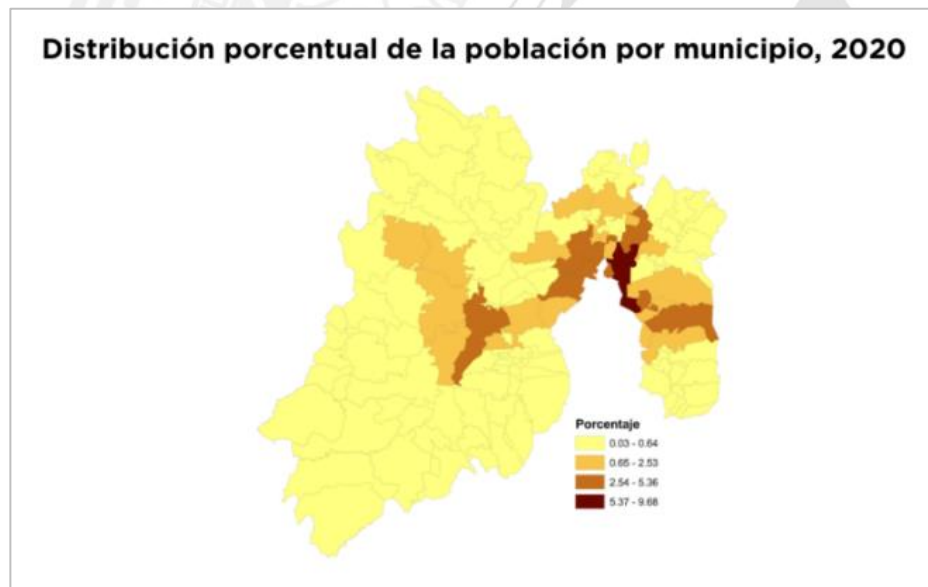 Distribución porcentual de la población por municipio, 2020
Porcentaje
0.03 - 0.64
0.65 - 2.53
2.54 - 5.36
5.37 - 9.68